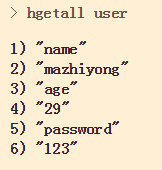 > hgetall user
1) "name"
2) "mazhiyong"
3) "age"
4) "29"
5) "password"
6) "123"